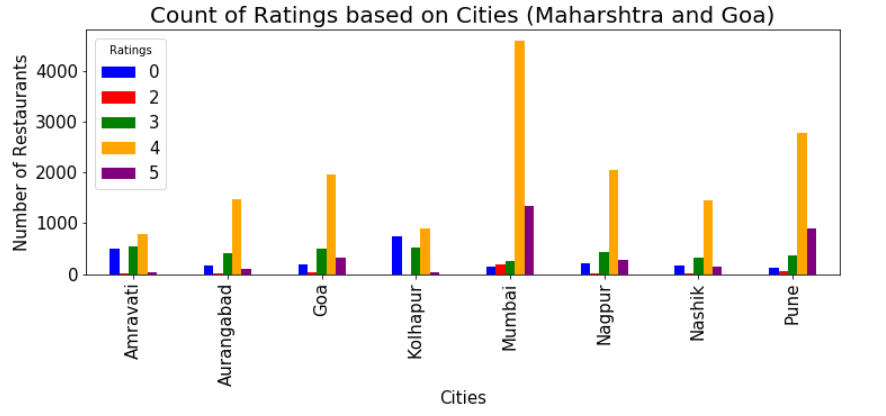 Count of Ratings based on Cities (Maharshtra and Goa)
Number of Restaurants
4000
3000
2000
1000
0
Ratings
0
2
3
4
5
Amravati
Aurangabad
Goa
Kolhapur
Mumbai
Nagpur
Nashik
Pune
Cities